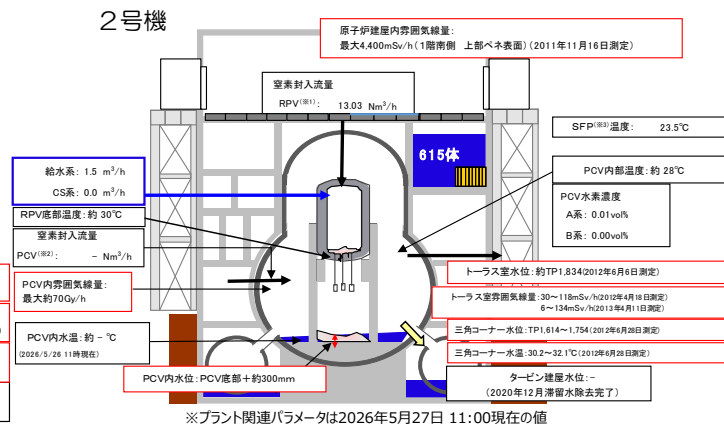 2号機
原子炉建屋内雰囲気線量:
最大4,400mSv/h(1階南側 上部ペネ表面)(2011年11月16日測定)
窒素封入流量
RPV(※1): 13.03 Nm³/h
SFP(※3)温度: 23.5℃
615体
給水系: 1.5 m³/h
CS系: 0.0 m³/h
PCV内部温度: 約 28℃
PCV水素濃度
A系: 0.01vol%
B系: 0.00vol%
RPV底部温度: 約 30℃
窒素封入流量
PCV(※2): - Nm³/h
PCV内雰囲気線量:
最大約70Gy/h
トーラス室水位: 約TP1,834(2012年6月6日測定)
トーラス室雰囲気線量: 30~118mSv/h(2012年4月18日測定)
6~134mSv/h(2013年4月11日測定)
三角コーナー水位: TP1,614~1,754(2012年6月28日測定)
三角コーナー水温: 30.2~32.1℃(2012年6月28日測定)
PCV内水温: 約 - ℃
(2026/5/26 11時現在)
PCV内水位: PCV底部+約300mm
タービン建屋水位: -
(2020年12月滞留水除去完了)
※プラント関連パラメータは2026年5月27日 11:00現在の値